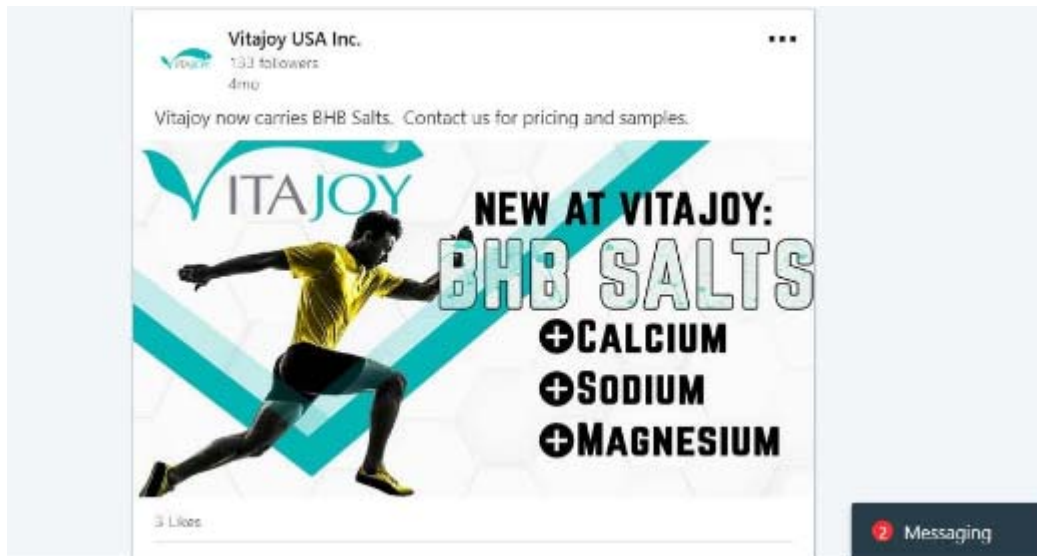 Vitajoy USA Inc.
133 followers
4mo
Vitajoy now carries BHB Salts.  Contact us for pricing and samples.
VITAJOY
NEW AT VITAJOY:
BHB SALTS
+CALCIUM
+SODIUM
+MAGNESIUM
3 Likes
2 Messaging